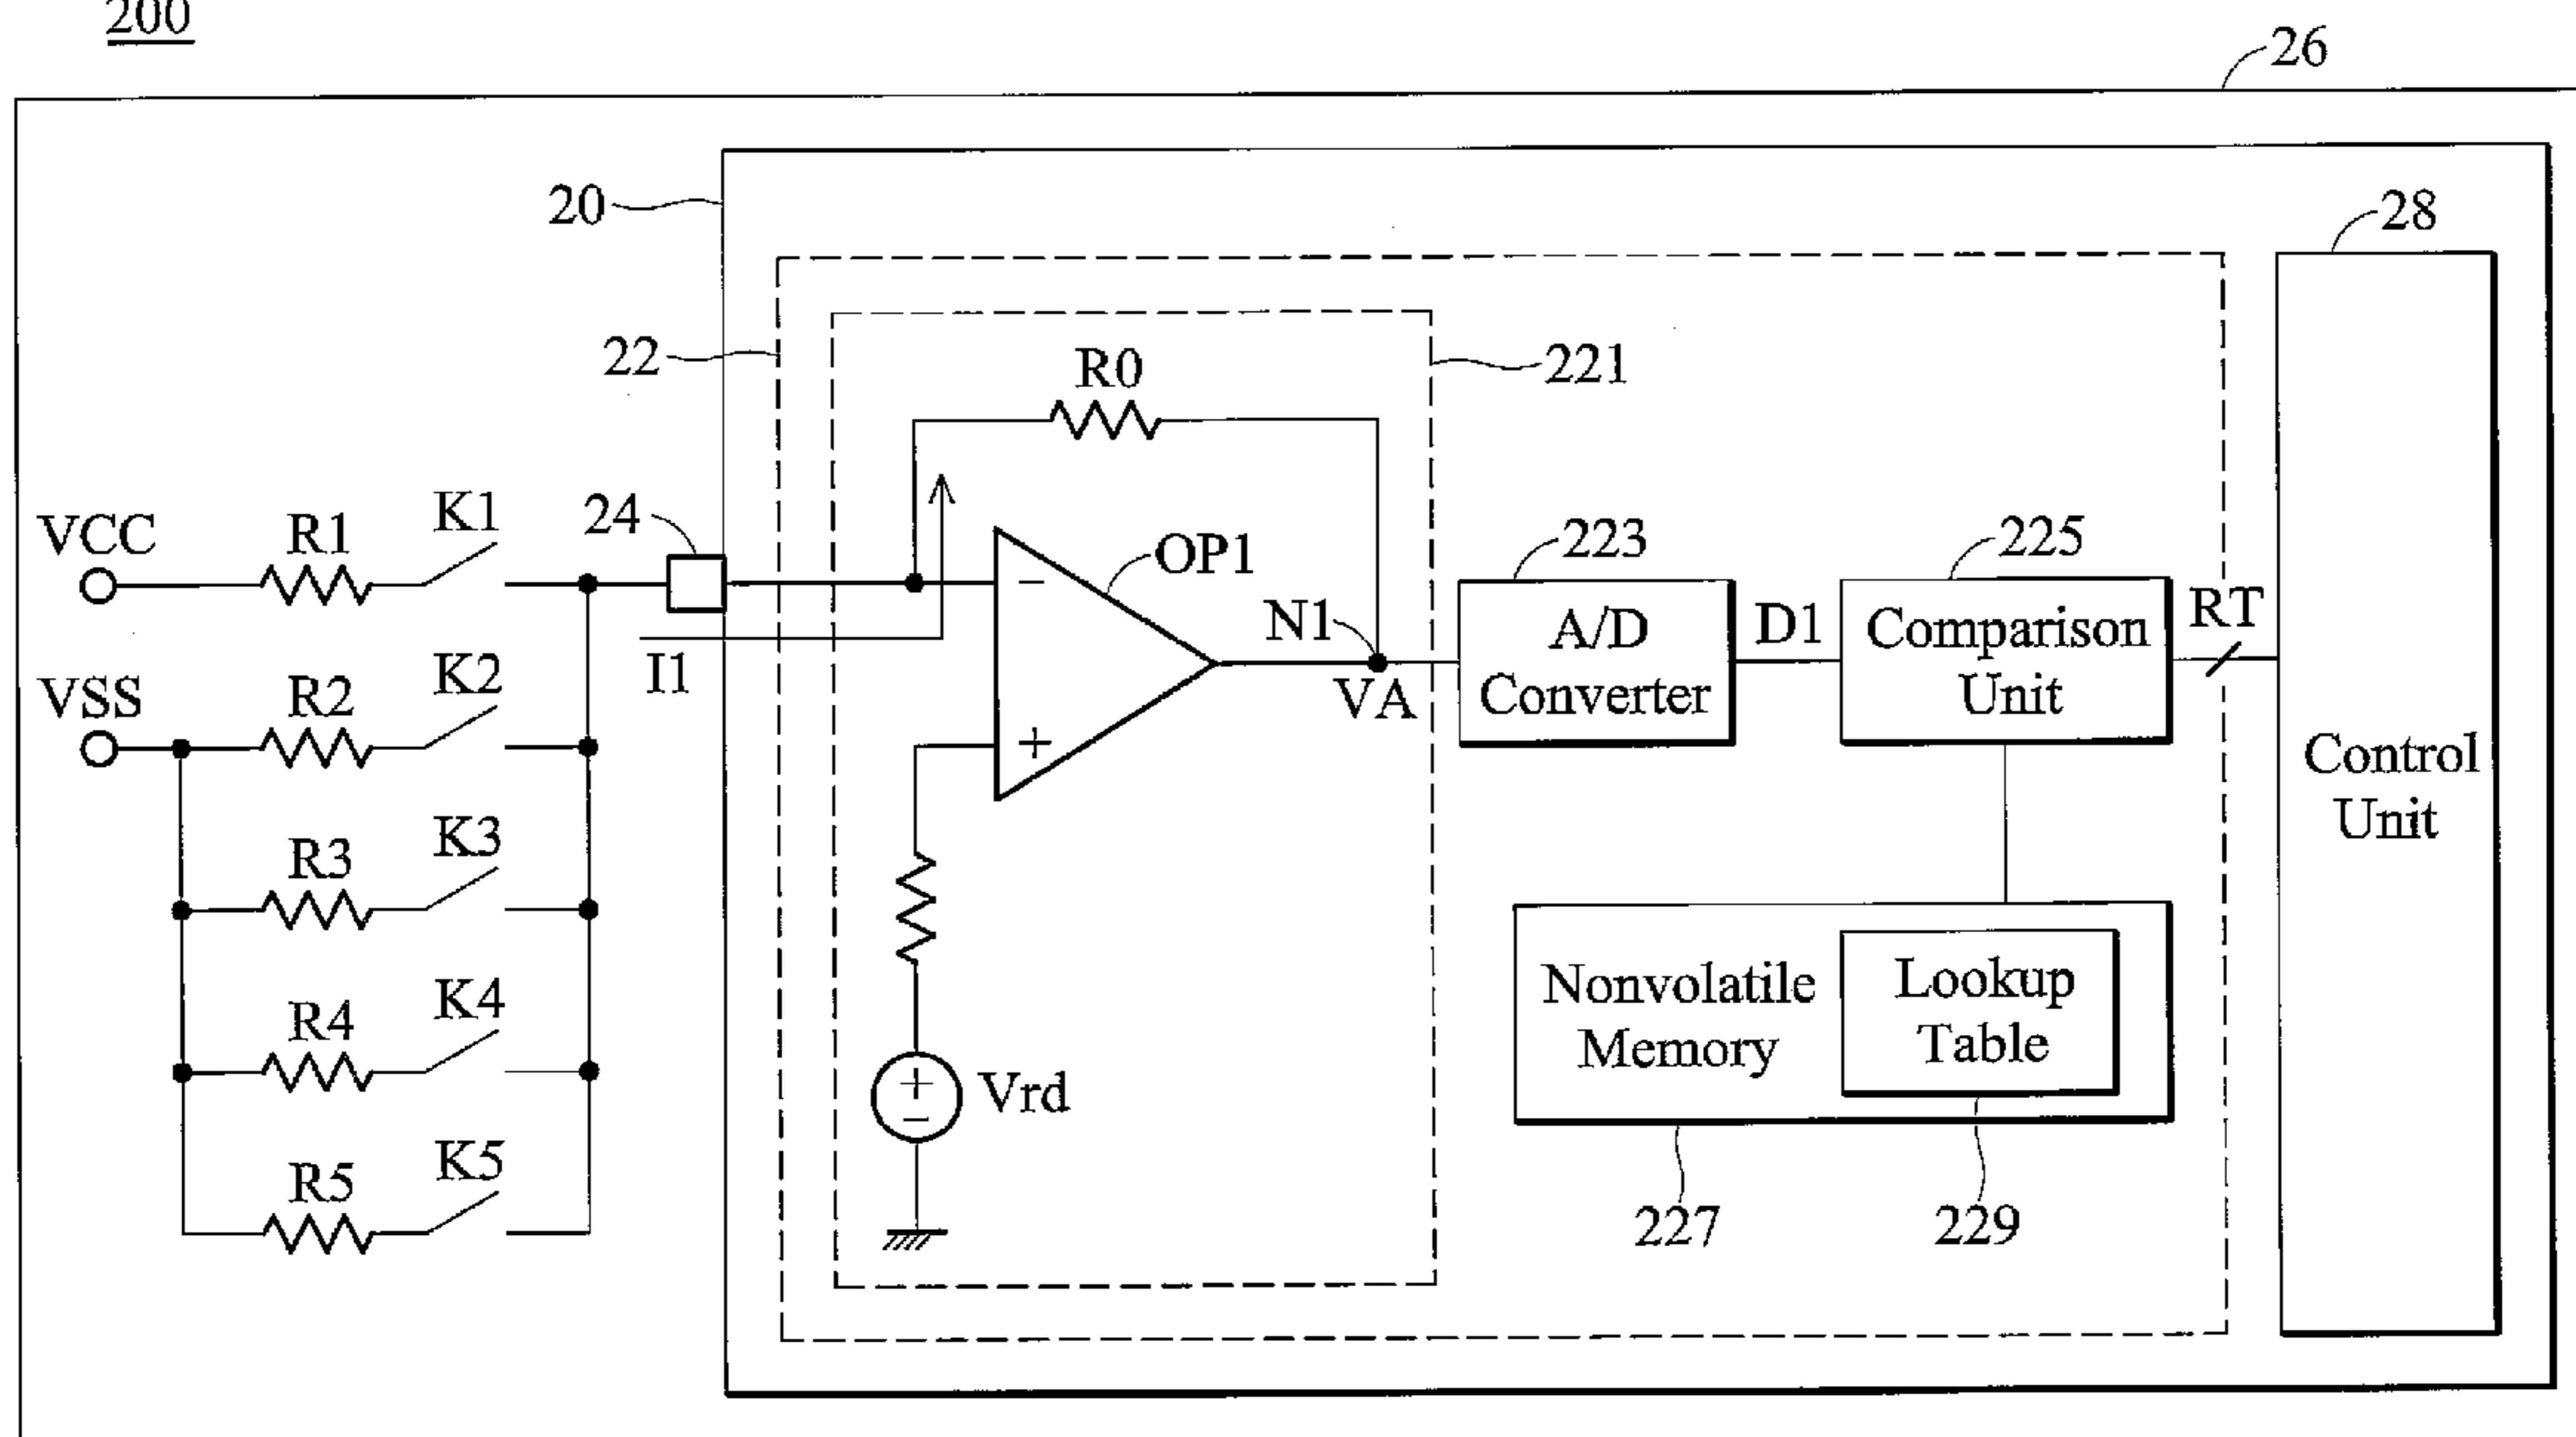 200
26
20
28
22
221
R0
24
VCC
R1
K1
OP1
223
225
−
A/D
Converter
D1
Comparison
Unit
RT
N1
VA
I1
VSS
R2
K2
+
Control
Unit
R3
K3
Nonvolatile
Memory
Lookup
Table
R4
K4
+
−
Vrd
R5
K5
227
229